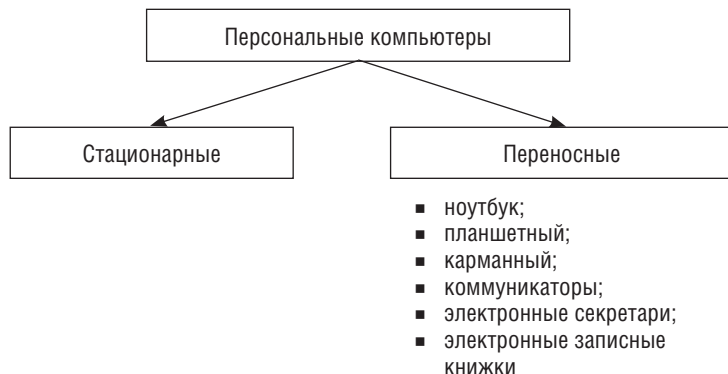 Персональные компьютеры
Стационарные
Переносные
▪ ноутбук;
▪ планшетный;
▪ карманный;
▪ коммуникаторы;
▪ электронные секретари;
▪ электронные записные
книжки